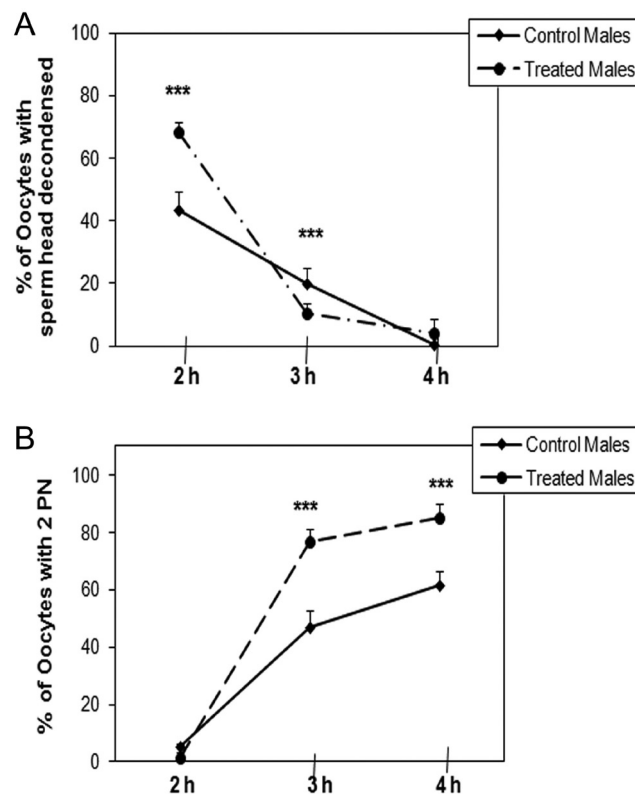 A
Control Males
Treated Males
% of Oocytes with
sperm head decondensed
100
80
60
40
20
0
***
***
2 h
3 h
4 h
B
Control Males
Treated Males
% of Oocytes with 2 PN
100
80
60
40
20
0
***
***
2 h
3 h
4 h